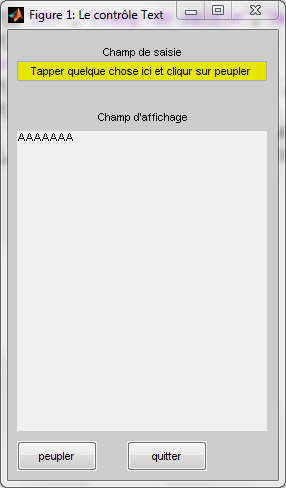 Figure 1: Le contrôle Text
Champ de saisie
Tapper quelque chose ici et cliqur sur peupler
Champ d'affichage
AAAAAAA
peupler
quitter